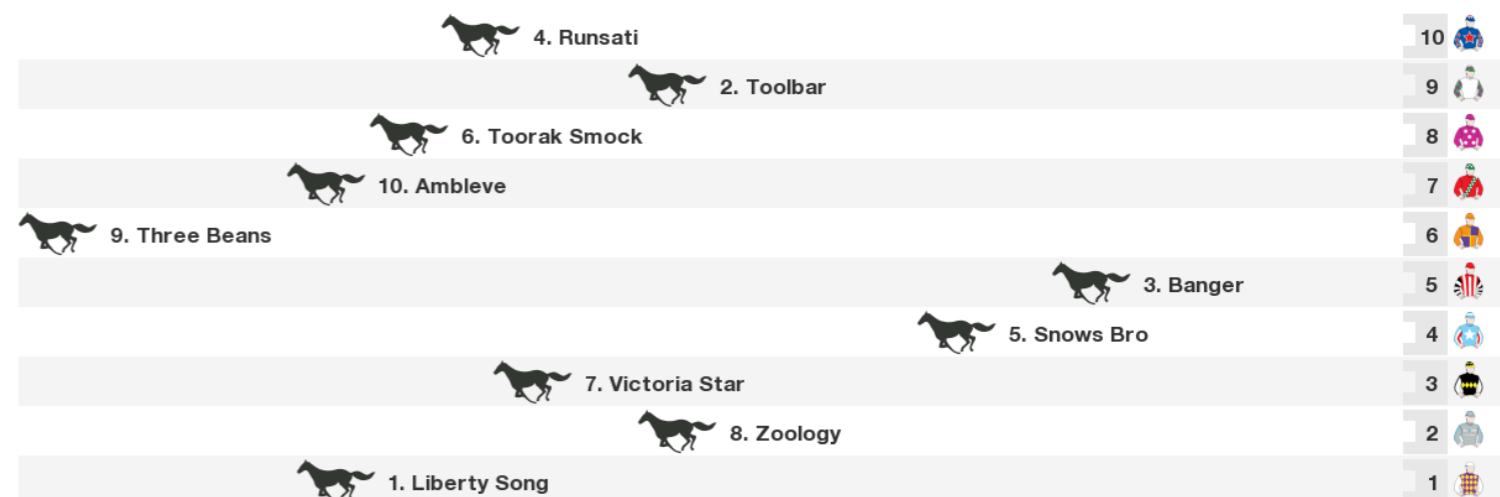 4. Runsati 10
2. Toolbar 9
6. Toorak Smock 8
10. Ambleve 7
9. Three Beans 6
3. Banger 5
5. Snows Bro 4
7. Victoria Star 3
8. Zoology 2
1. Liberty Song 1